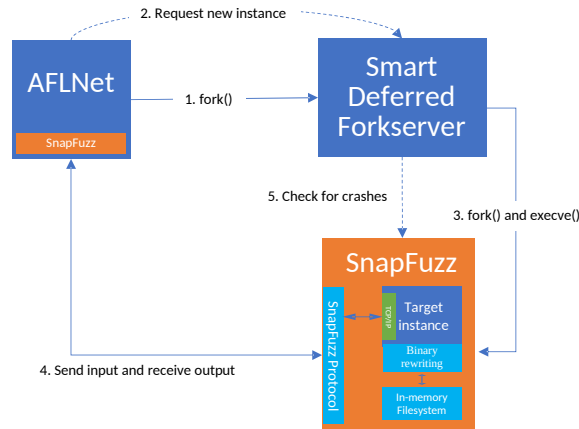 2. Request new instance
AFLNet
SnapFuzz
1. fork()
Smart
Deferred
Forkserver
5. Check for crashes
3. fork() and execve()
SnapFuzz
SnapFuzz Protocol
TCP/IP
Target
instance
Binary
rewriting
In-memory
Filesystem
4. Send input and receive output